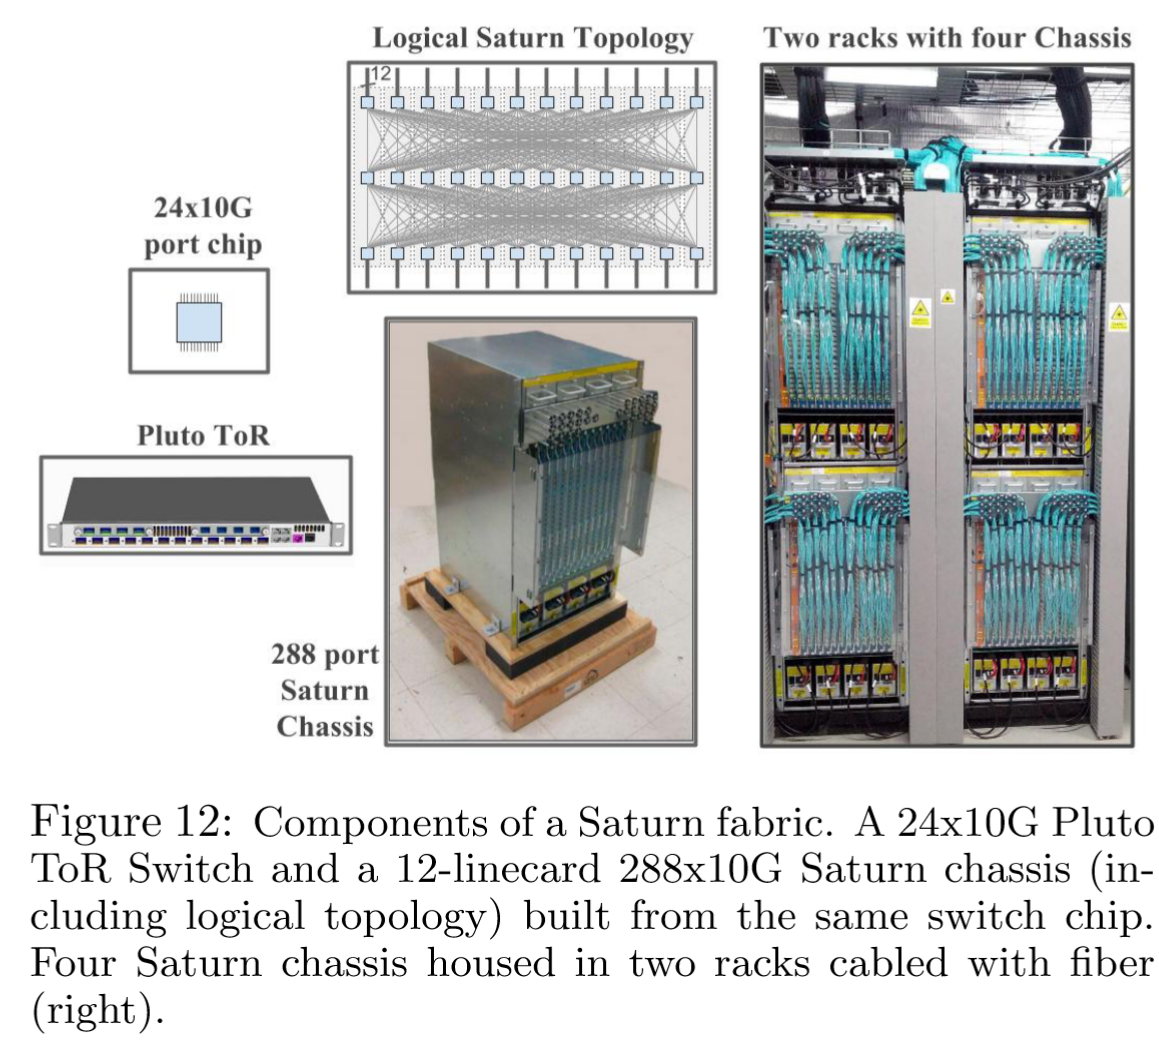 Logical Saturn Topology
Two racks with four Chassis
12
24x10G
port chip
Pluto ToR
288 port
Saturn
Chassis
Figure 12: Components of a Saturn fabric. A 24x10G Pluto
ToR Switch and a 12-linecard 288x10G Saturn chassis (in-
cluding logical topology) built from the same switch chip.
Four Saturn chassis housed in two racks cabled with fiber
(right).